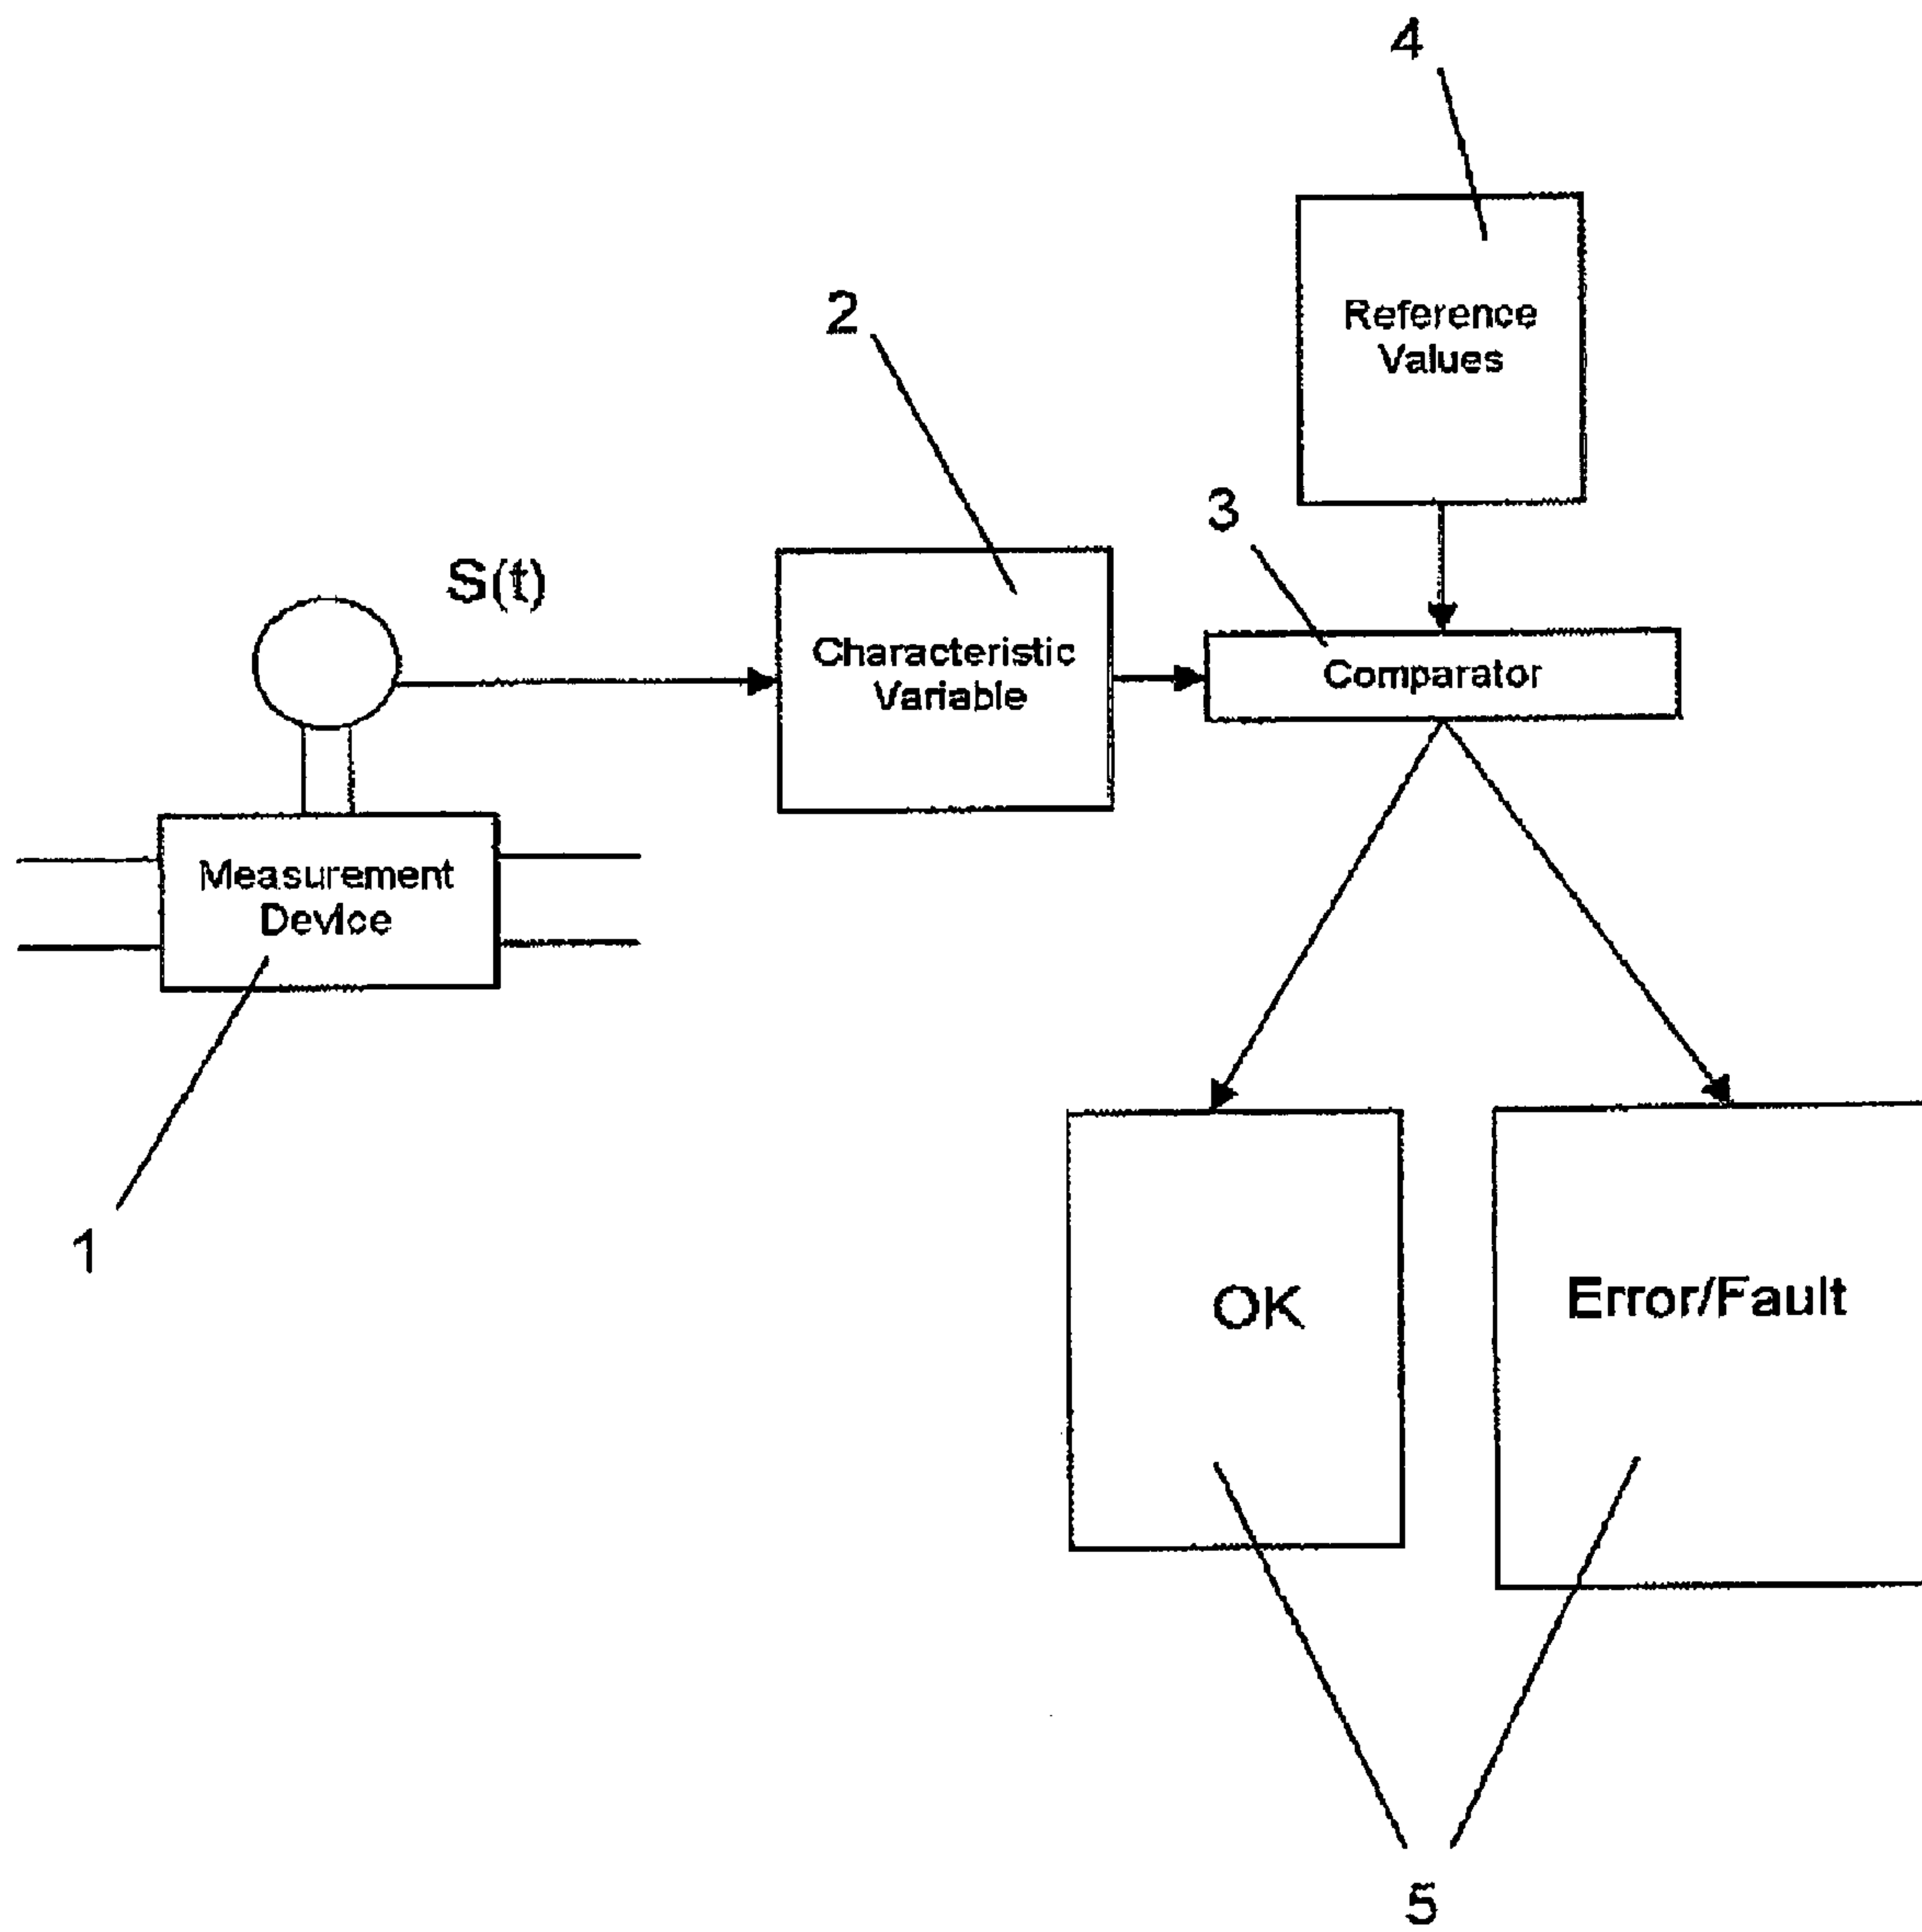 4
Reference
Values
2
3
S(t)
Characteristic
Variable
Comparator
Measurement
Device
1
OK
Error/Fault
5